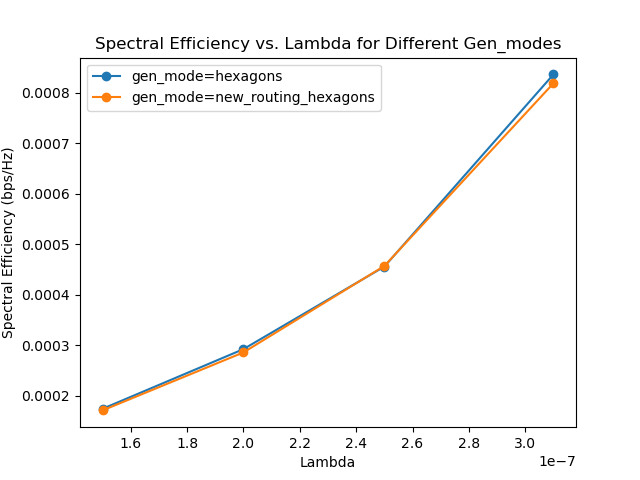 Spectral Efficiency vs. Lambda for Different Gen_modes
gen_mode=hexagons
gen_mode=new_routing_hexagons
Spectral Efficiency (bps/Hz)
0.0008
0.0007
0.0006
0.0005
0.0004
0.0003
0.0002
1.6 1.8 2.0 2.2 2.4 2.6 2.8 3.0
1e−7
Lambda